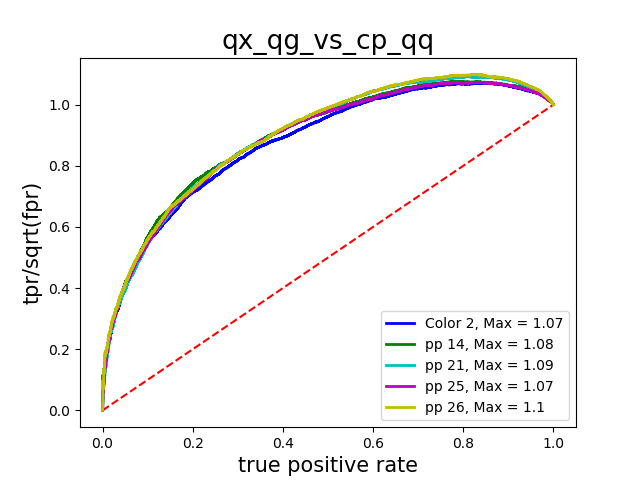 qx_qg_vs_cp_qq
tpr/sqrt(fpr)
1.0
0.8
0.6
0.4
0.2
0.0
Color 2, Max = 1.07
pp 14, Max = 1.08
pp 21, Max = 1.09
pp 25, Max = 1.07
pp 26, Max = 1.1
0.0 0.2 0.4 0.6 0.8 1.0
true positive rate